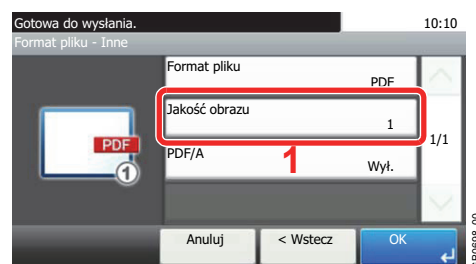 Gotowa do wysłania.
10:10
Format pliku - Inne
Format pliku
PDF
Jakość obrazu
1
1/1
PDF
1
PDF/A
1
Wył.
Anuluj
< Wstecz
OK